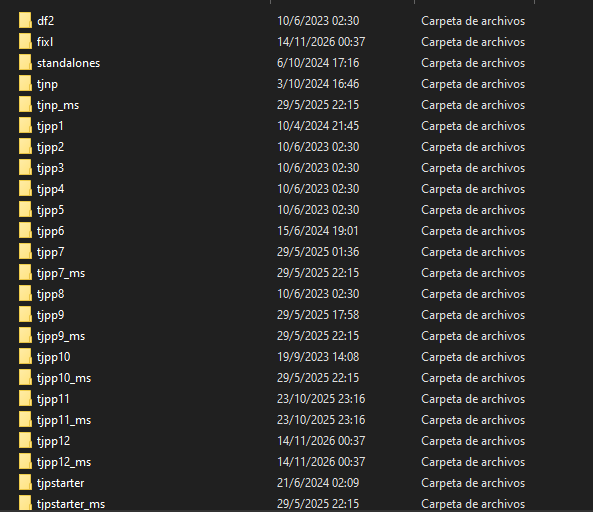 df2 10/6/2023 02:30 Carpeta de archivos
fixl 14/11/2026 00:37 Carpeta de archivos
standalones 6/10/2024 17:16 Carpeta de archivos
tjnp 3/10/2024 16:46 Carpeta de archivos
tjnp_ms 29/5/2025 22:15 Carpeta de archivos
tjpp1 10/4/2024 21:45 Carpeta de archivos
tjpp2 10/6/2023 02:30 Carpeta de archivos
tjpp3 10/6/2023 02:30 Carpeta de archivos
tjpp4 10/6/2023 02:30 Carpeta de archivos
tjpp5 10/6/2023 02:30 Carpeta de archivos
tjpp6 15/6/2024 19:01 Carpeta de archivos
tjpp7 29/5/2025 01:36 Carpeta de archivos
tjpp7_ms 29/5/2025 22:15 Carpeta de archivos
tjpp8 10/6/2023 02:30 Carpeta de archivos
tjpp9 29/5/2025 17:58 Carpeta de archivos
tjpp9_ms 29/5/2025 22:15 Carpeta de archivos
tjpp10 19/9/2023 14:08 Carpeta de archivos
tjpp10_ms 29/5/2025 22:15 Carpeta de archivos
tjpp11 23/10/2025 23:16 Carpeta de archivos
tjpp11_ms 23/10/2025 23:16 Carpeta de archivos
tjpp12 14/11/2026 00:37 Carpeta de archivos
tjpp12_ms 14/11/2026 00:37 Carpeta de archivos
tjpstarter 21/6/2024 02:09 Carpeta de archivos
tjpstarter_ms 29/5/2025 22:15 Carpeta de archivos